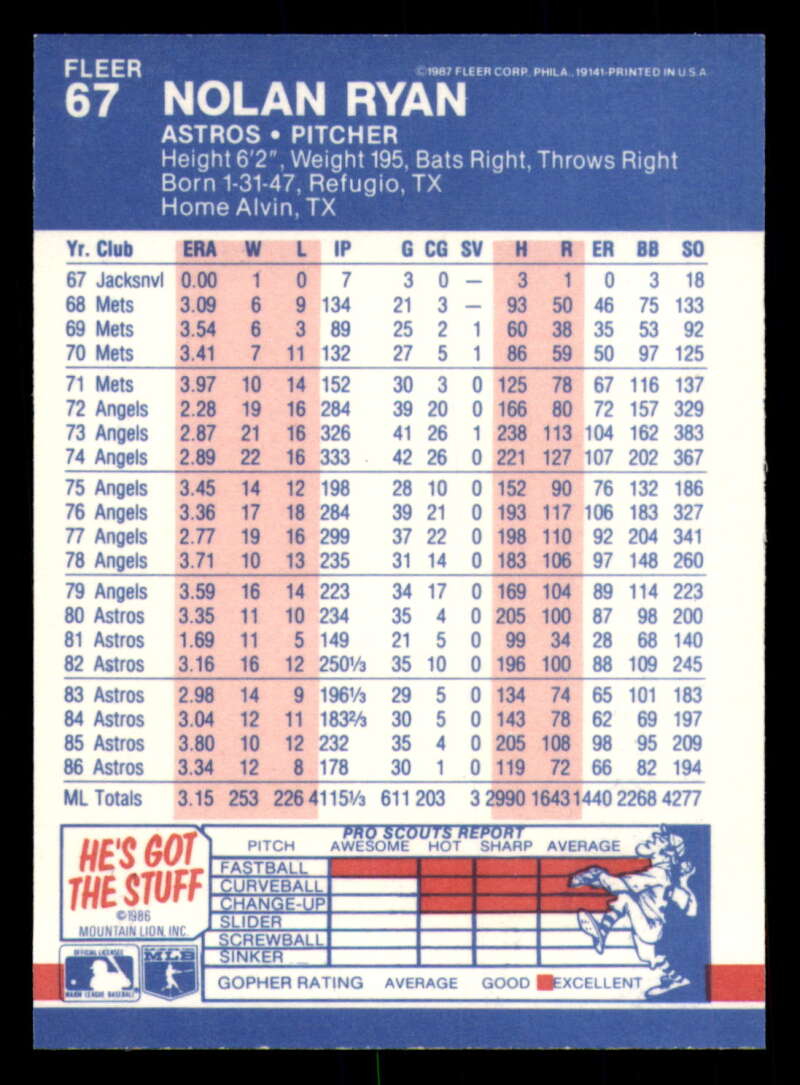 FLEER
67 NOLAN RYAN
©1987 FLEER CORP. PHILA., 19141-PRINTED IN U.S.A
ASTROS • PITCHER
Height 6'2", Weight 195, Bats Right, Throws Right
Born 1-31-47, Refugio, TX
Home Alvin, TX
Yr. Club ERA W L IP G CG SV H R ER BB SO
67 Jacksnvl 0.00 1 0 7 3 0 — 3 1 0 3 18
68 Mets 3.09 6 9 134 21 3 — 93 50 46 75 133
69 Mets 3.54 6 3 89 25 2 1 60 38 35 53 92
70 Mets 3.41 7 11 132 27 5 1 86 59 50 97 125
71 Mets 3.97 10 14 152 30 3 0 125 78 67 116 137
72 Angels 2.28 19 16 284 39 20 0 166 80 72 157 329
73 Angels 2.87 21 16 326 41 26 1 238 113 104 162 383
74 Angels 2.89 22 16 333 42 26 0 221 127 107 202 367
75 Angels 3.45 14 12 198 28 10 0 152 90 76 132 186
76 Angels 3.36 17 18 284 39 21 0 193 117 106 183 327
77 Angels 2.77 19 16 299 37 22 0 198 110 92 204 341
78 Angels 3.71 10 13 235 31 14 0 183 106 97 148 260
79 Angels 3.59 16 14 223 34 17 0 169 104 89 114 223
80 Astros 3.35 11 10 234 35 4 0 205 100 87 98 200
81 Astros 1.69 11 5 149 21 5 0 99 34 28 68 140
82 Astros 3.16 16 12 250⅓ 35 10 0 196 100 88 109 245
83 Astros 2.98 14 9 196⅓ 29 5 0 134 74 65 101 183
84 Astros 3.04 12 11 183⅔ 30 5 0 143 78 62 69 197
85 Astros 3.80 10 12 232 35 4 0 205 108 98 95 209
86 Astros 3.34 12 8 178 30 1 0 119 72 66 82 194
ML Totals 3.15 253 226 4115⅓ 611 203 3 2990 1643 1440 2268 4277
HE'S GOT
THE STUFF
©1986
MOUNTAIN LION, INC.
OFFICIAL LICENSEE
MAJOR LEAGUE BASEBALL
MLB
PRO SCOUTS REPORT
PITCH AWESOME HOT SHARP AVERAGE
FASTBALL
CURVEBALL
CHANGE-UP
SLIDER
SCREWBALL
SINKER
GOPHER RATING AVERAGE GOOD EXCELLENT